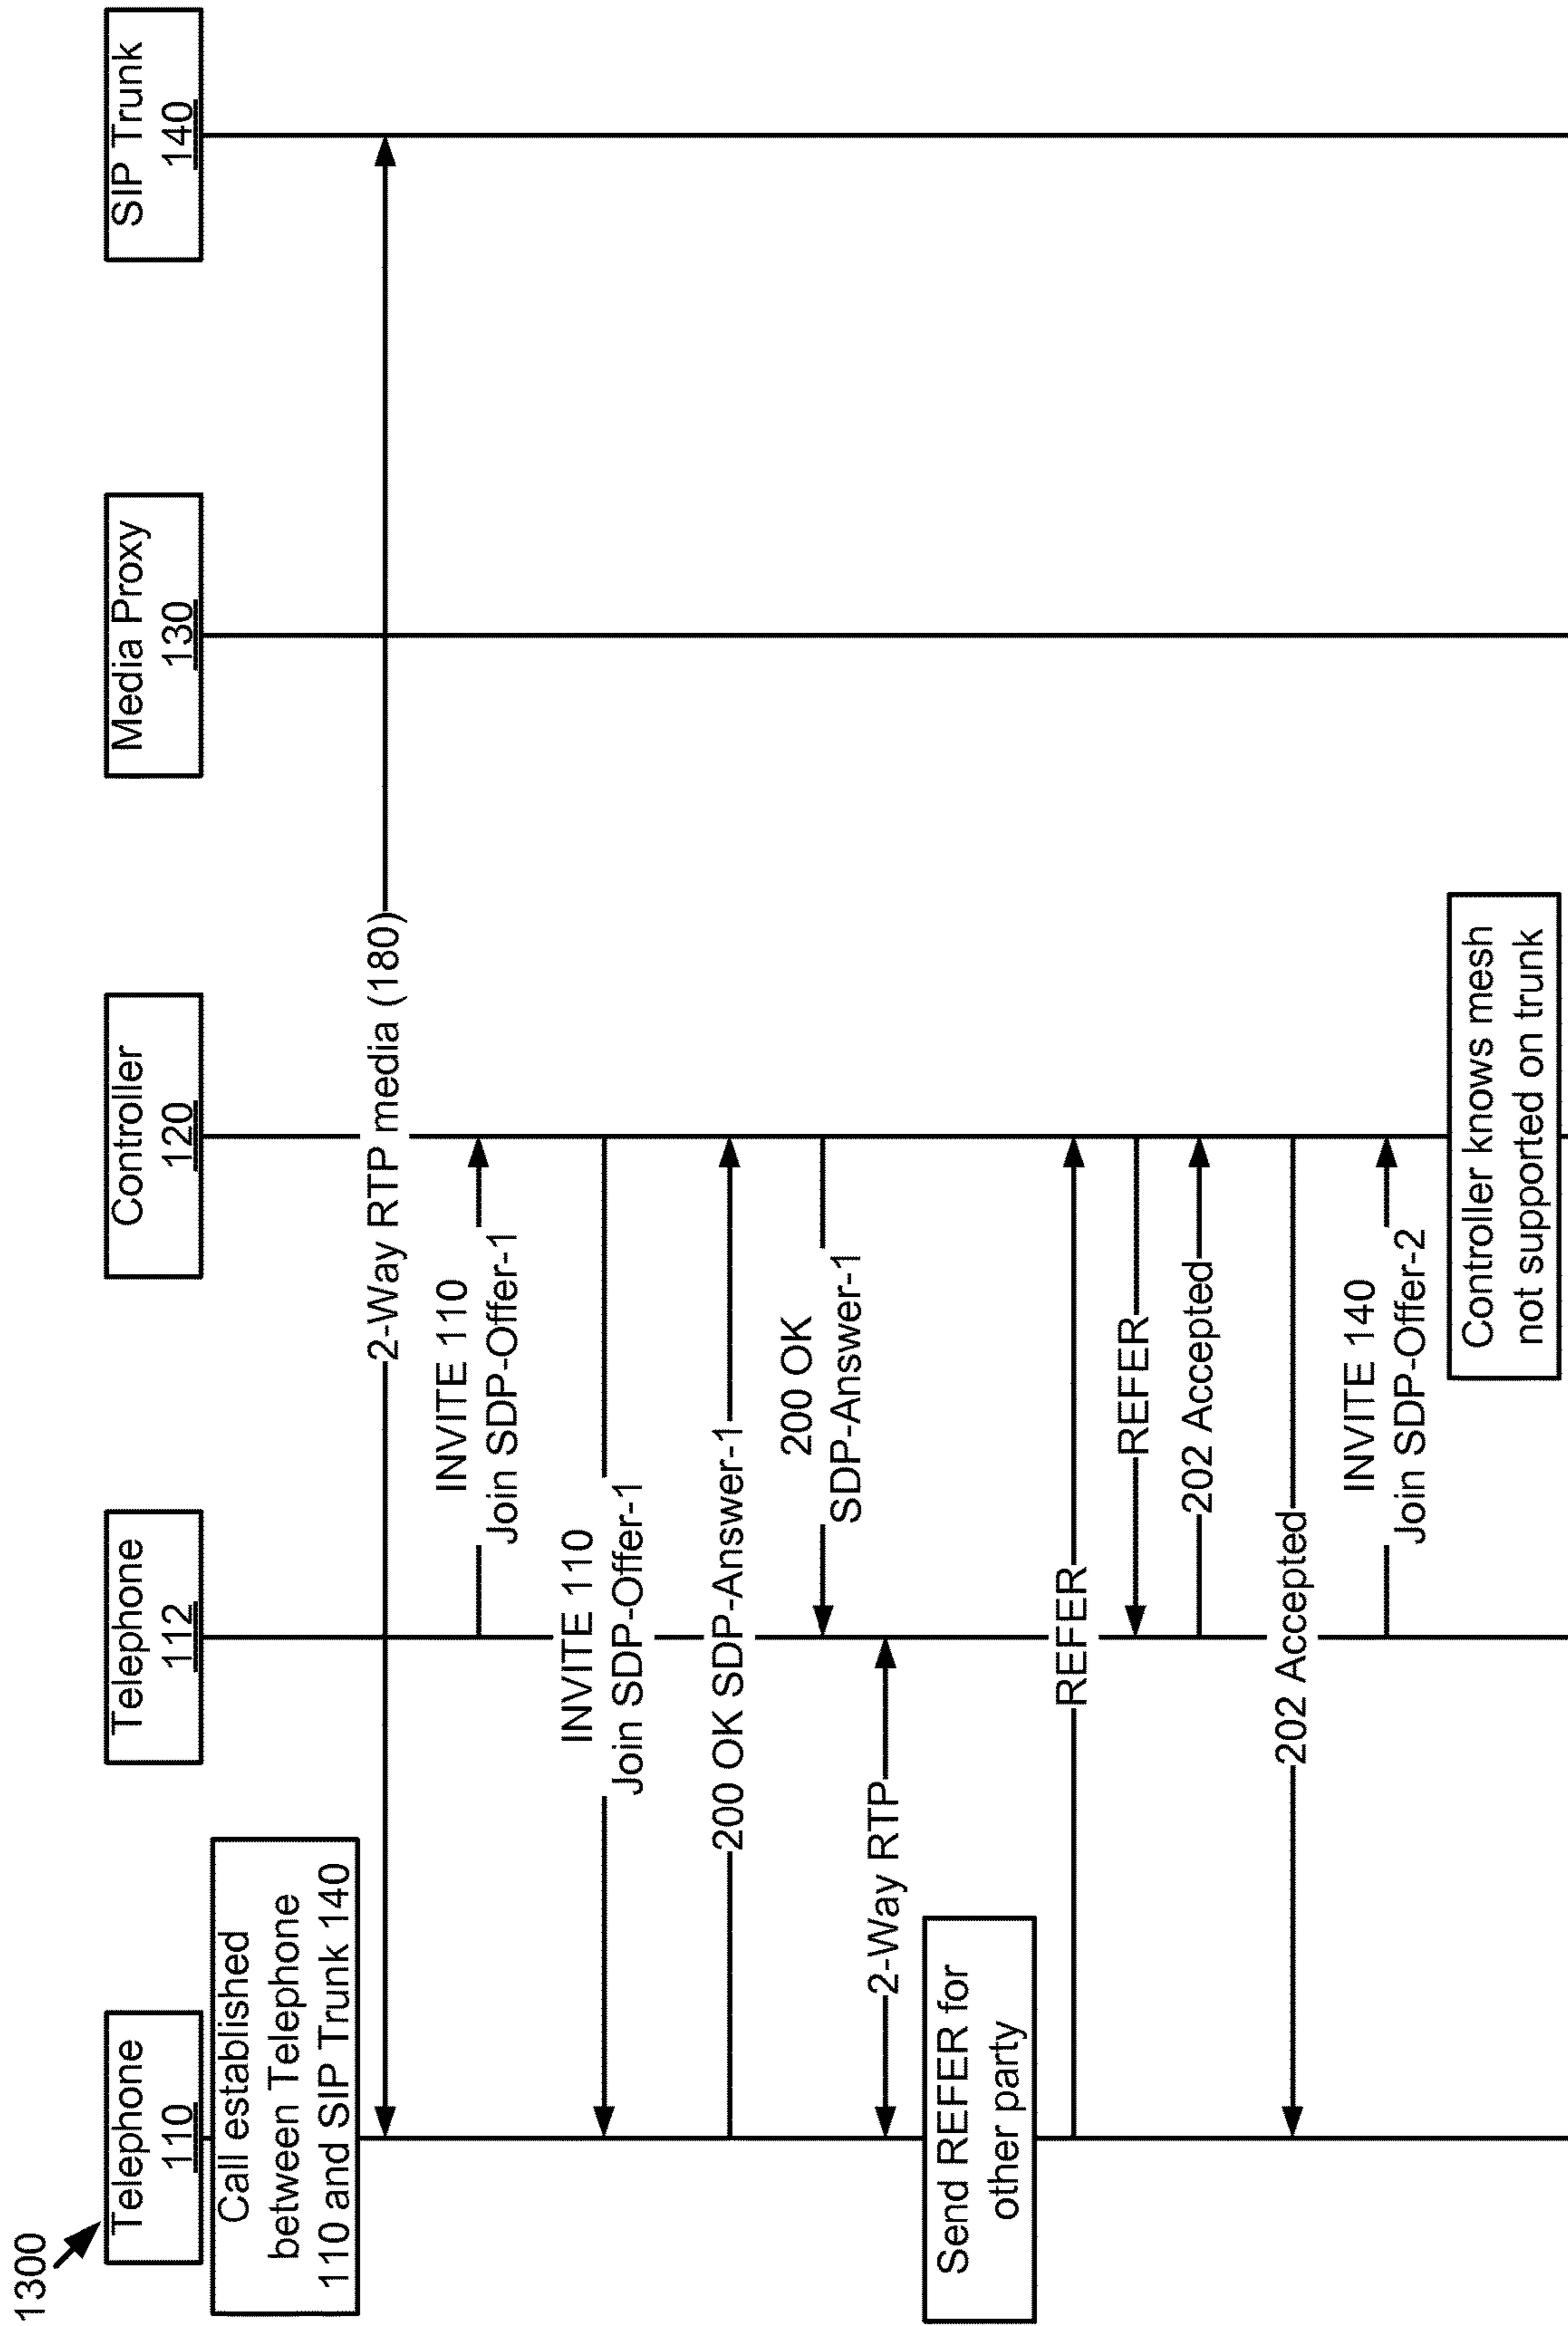 1300
Telephone
110
Telephone
112
Controller
120
Media Proxy
130
SIP Trunk
140
Call established
between Telephone
110 and SIP Trunk 140
2-Way RTP media (180)
INVITE 110
Join SDP-Offer-1
INVITE 110
Join SDP-Offer-1
200 OK SDP-Answer-1
200 OK
SDP-Answer-1
2-Way RTP
Send REFER for
other party
REFER
REFER
202 Accepted
202 Accepted
INVITE 140
Join SDP-Offer-2
Controller knows mesh
not supported on trunk